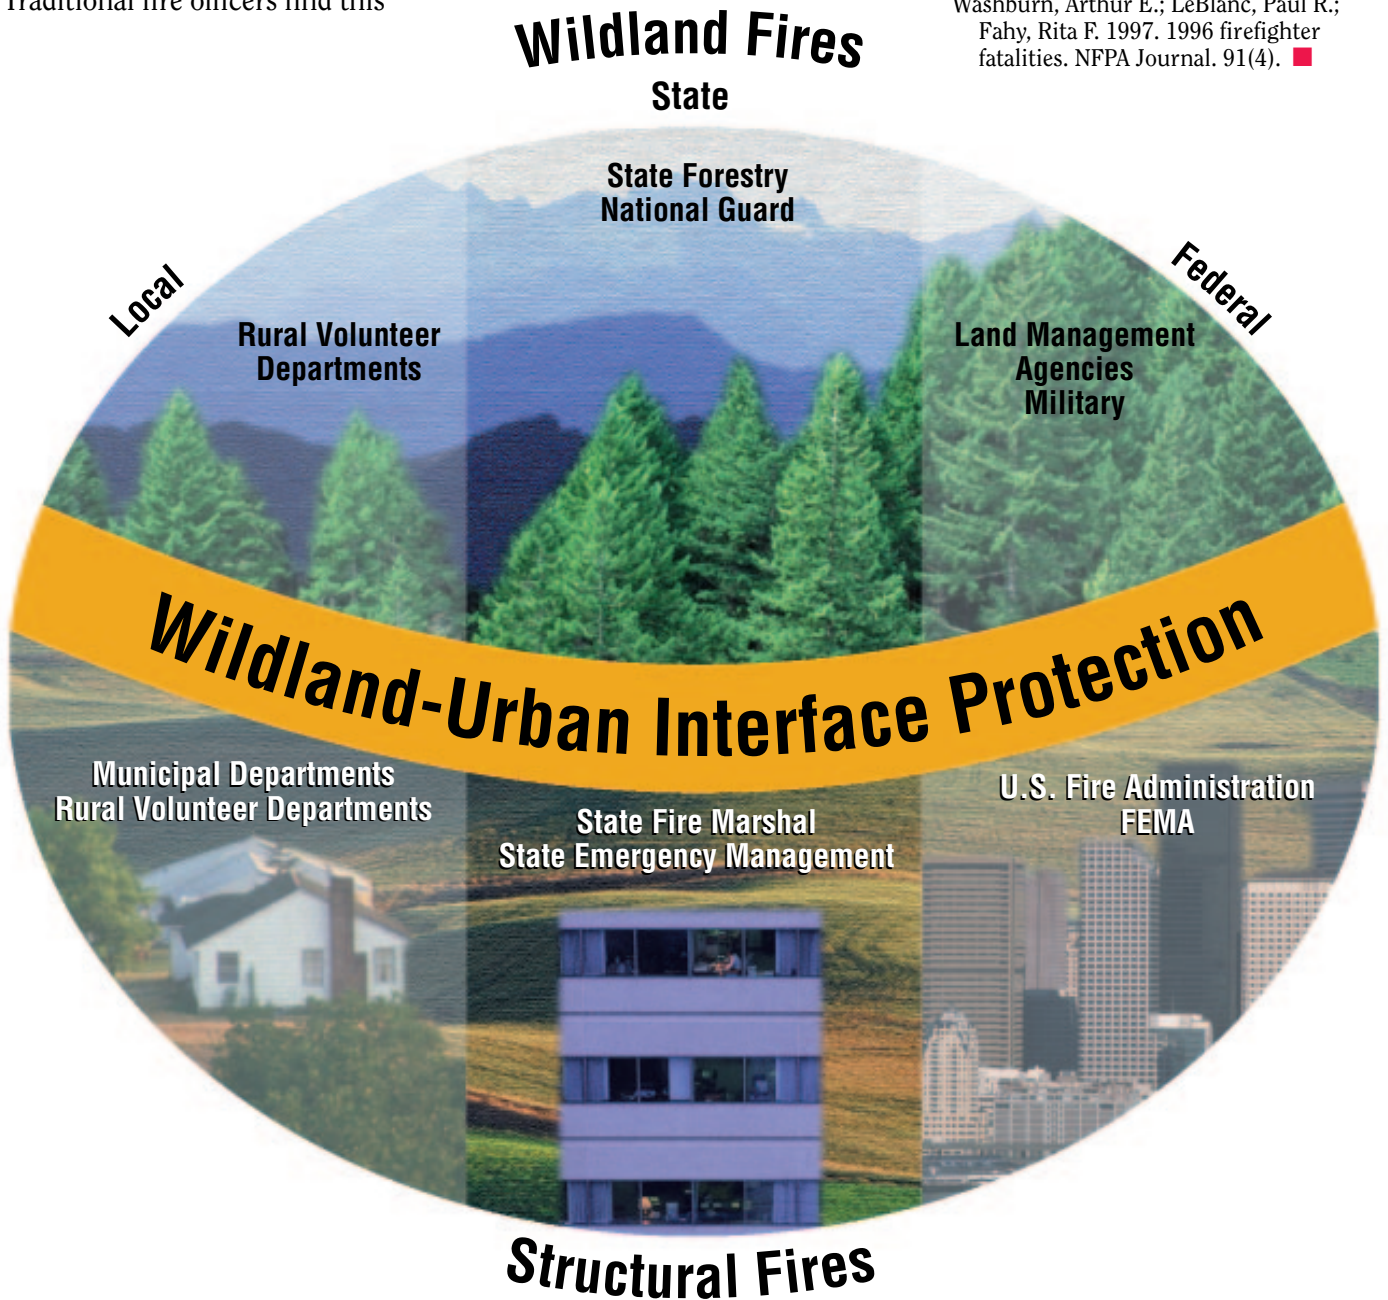 Traditional fire officers find this
Washburn, Arthur E.; LeBlanc, Paul R.;
Fahy, Rita F. 1997. 1996 firefighter
fatalities. NFPA Journal. 91(4).
Wildland Fires
State
State Forestry
National Guard
Local
Rural Volunteer
Departments
Federal
Land Management
Agencies
Military
Wildland-Urban Interface Protection
Municipal Departments
Rural Volunteer Departments
State Fire Marshal
State Emergency Management
U.S. Fire Administration
FEMA
Structural Fires